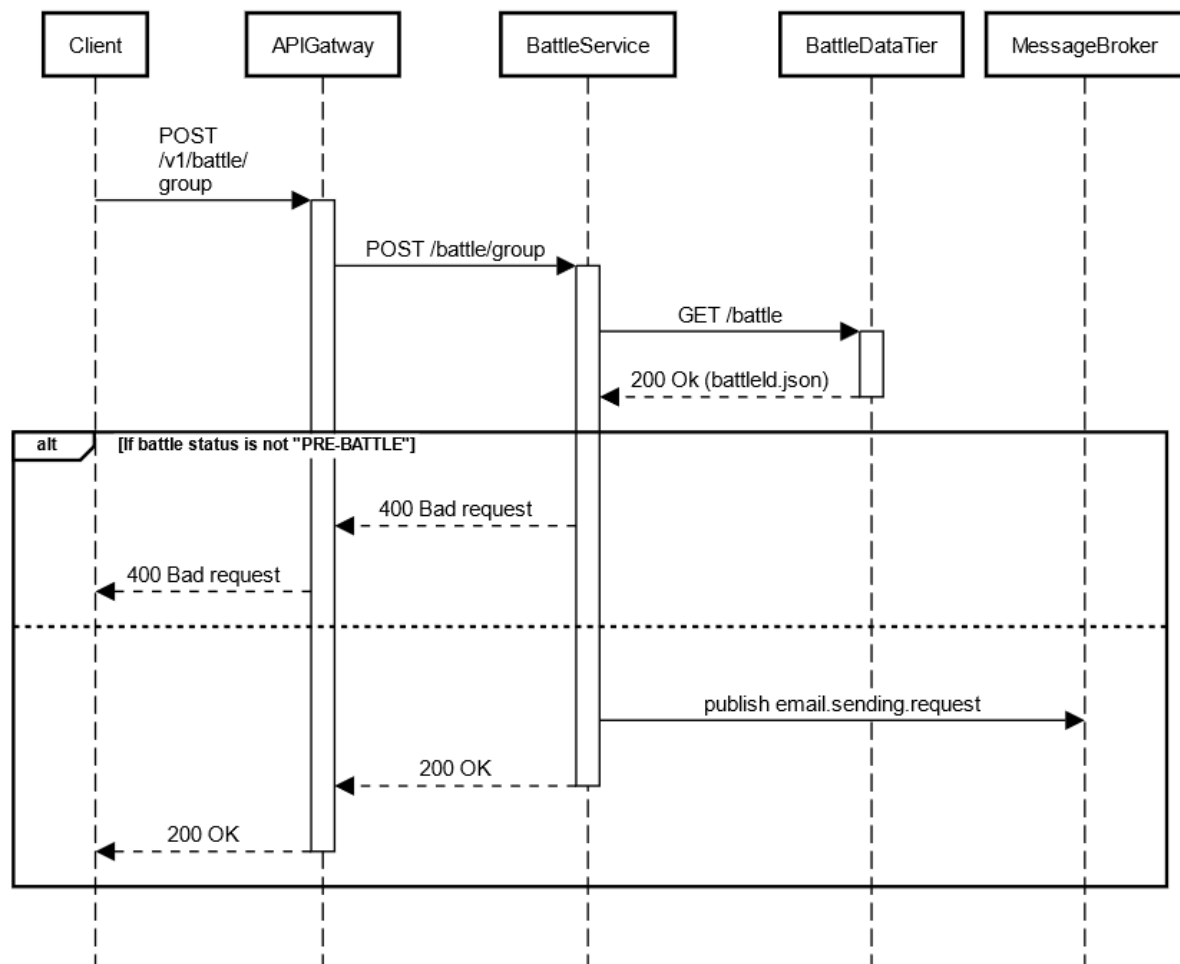 Client
APIGatway
BattleService
BattleDataTier
MessageBroker
POST
/v1/battle/
group
POST /battle/group
GET /battle
200 Ok (battleId.json)
alt
[If battle status is not "PRE-BATTLE"]
400 Bad request
400 Bad request
publish email.sending.request
200 OK
200 OK